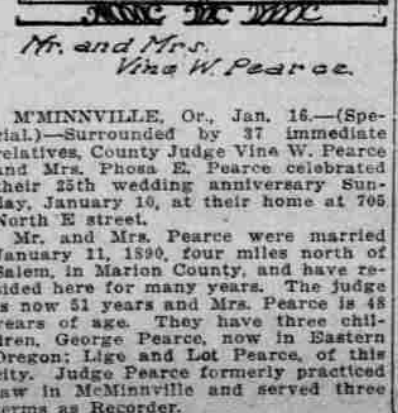 Mr. and Mrs.
Vine W. Pearce.
M'MINNVILLE, Or., Jan. 16.—(Spe-
cial.)—Surrounded by 37 immediate
relatives, County Judge Vine W. Pearce
and Mrs. Phosa E. Pearce celebrated
their 25th wedding anniversary Sun-
day, January 10, at their home at 705
North E street.
Mr. and Mrs. Pearce were married
January 11, 1890, four miles north of
Salem, in Marion County, and have re-
sided here for many years. The judge
is now 51 years and Mrs. Pearce is 48
years of age. They have three chil-
dren, George Pearce, now in Eastern
Oregon; Lige and Lot Pearce, of this
city. Judge Pearce formerly practiced
law in McMinnville and served three
terms as Recorder.